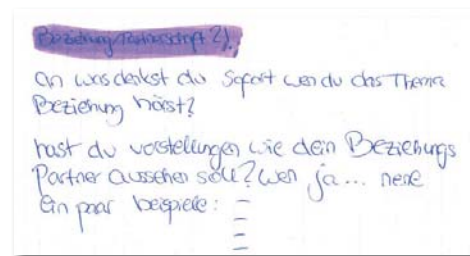 Beziehung/Partnerschaft 2).
an was denkst du Sofort wen du das Thema
Beziehung hörst?
hast du vorstellungen wie dein Beziehungs
Partner aussehen soll? wen ja... nene
Ein paar beispiele: –
–
–
–